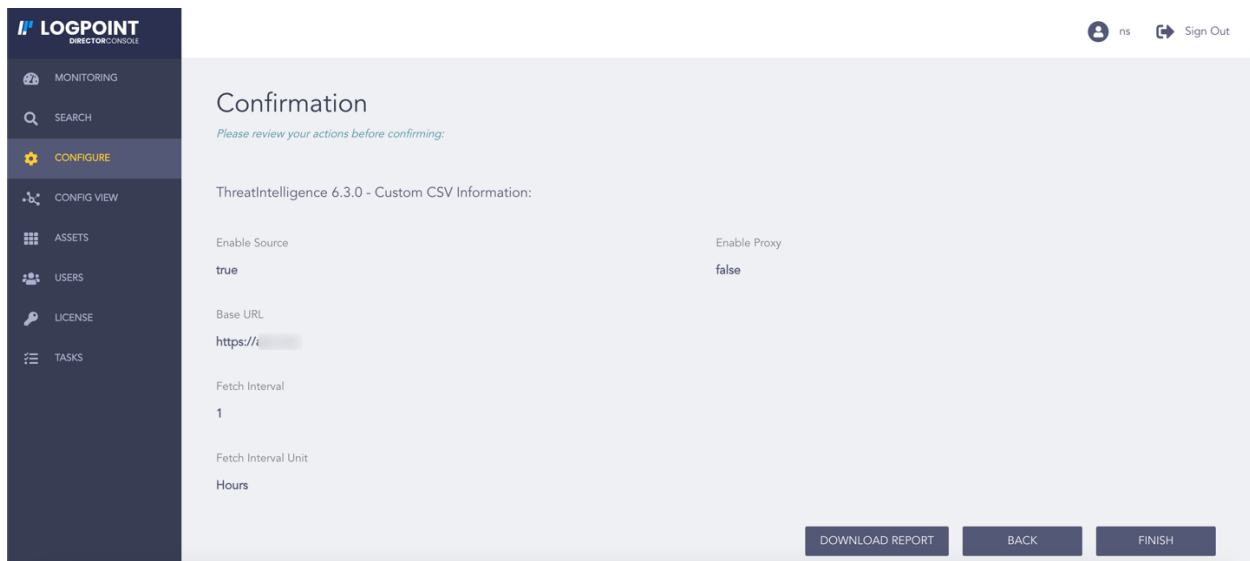 LOGPOINT
DIRECTORCONSOLE
ns
Sign Out
MONITORING
SEARCH
CONFIGURE
CONFIG VIEW
ASSETS
USERS
LICENSE
TASKS
Confirmation
Please review your actions before confirming:
ThreatIntelligence 6.3.0 - Custom CSV Information:
Enable Source
true
Enable Proxy
false
Base URL
https://
Fetch Interval
1
Fetch Interval Unit
Hours
DOWNLOAD REPORT
BACK
FINISH